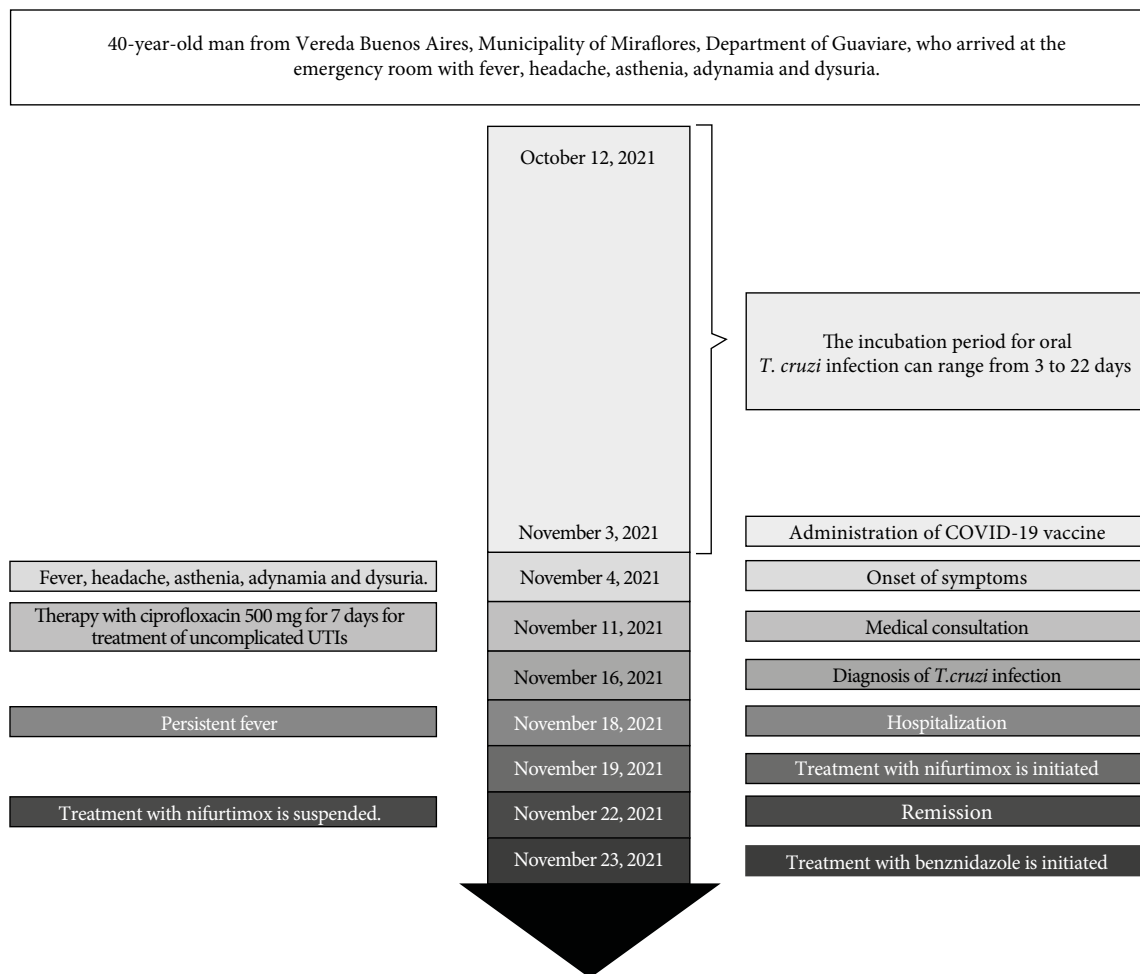 40-year-old man from Vereda Buenos Aires, Municipality of Miraflores, Department of Guaviare, who arrived at the
emergency room with fever, headache, asthenia, adynamia and dysuria.
October 12, 2021
The incubation period for oral
T. cruzi infection can range from 3 to 22 days
November 3, 2021
Administration of COVID-19 vaccine
Fever, headache, asthenia, adynamia and dysuria.
November 4, 2021
Onset of symptoms
Therapy with ciprofloxacin 500 mg for 7 days for
treatment of uncomplicated UTIs
November 11, 2021
Medical consultation
November 16, 2021
Diagnosis of T.cruzi infection
Persistent fever
November 18, 2021
Hospitalization
November 19, 2021
Treatment with nifurtimox is initiated
Treatment with nifurtimox is suspended.
November 22, 2021
Remission
November 23, 2021
Treatment with benznidazole is initiated